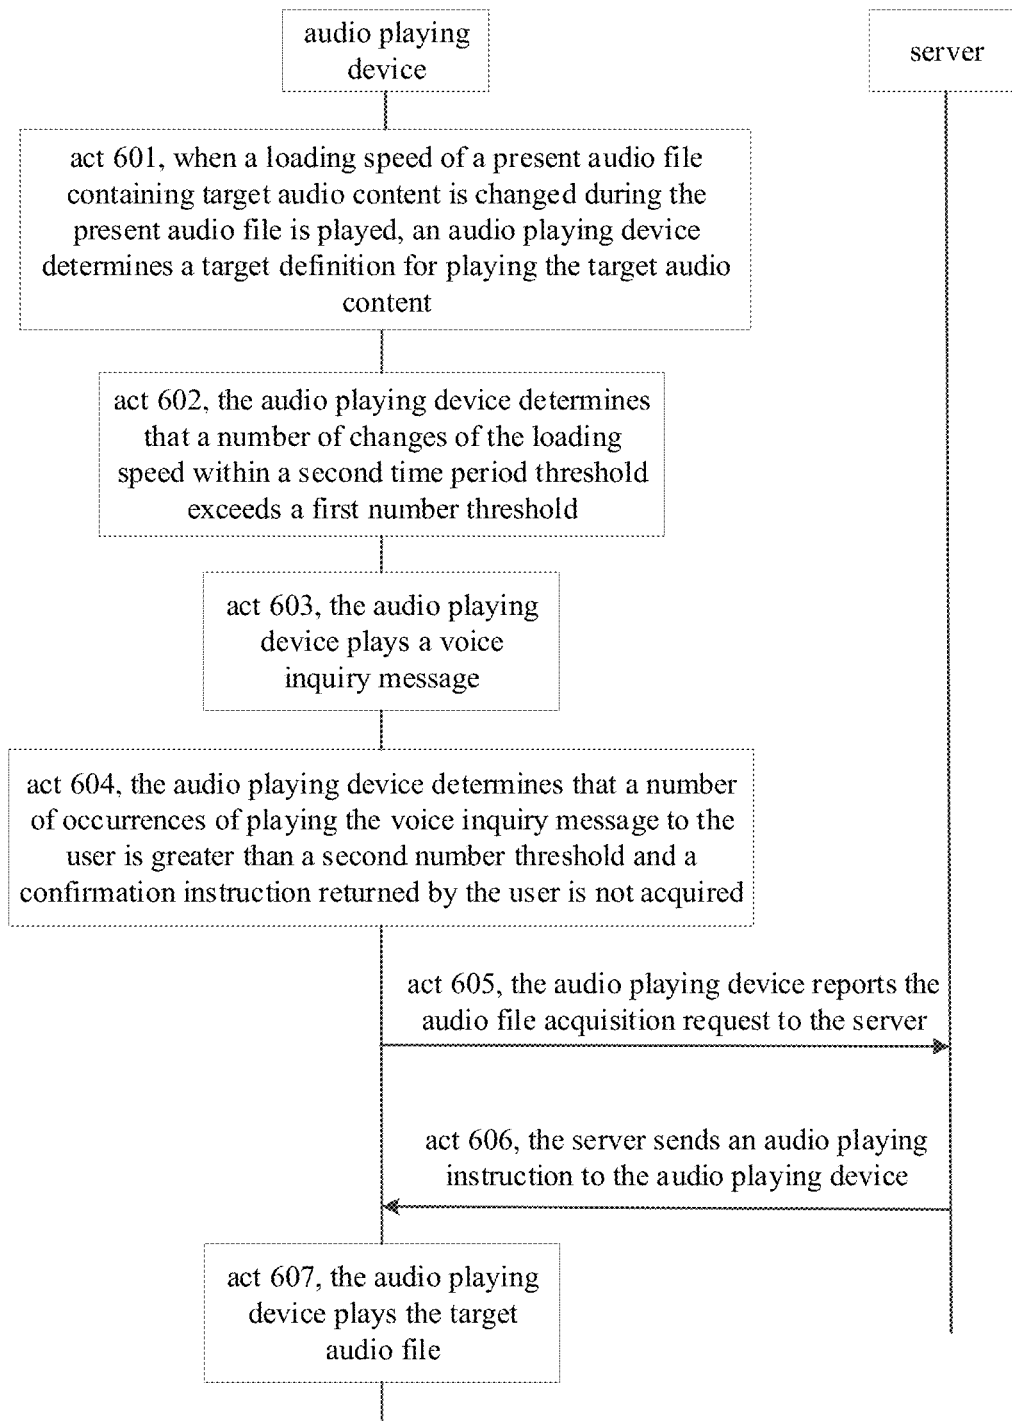 audio playing
device
server
act 601, when a loading speed of a present audio file
containing target audio content is changed during the
present audio file is played, an audio playing device
determines a target definition for playing the target audio
content
act 602, the audio playing device determines
that a number of changes of the loading
speed within a second time period threshold
exceeds a first number threshold
act 603, the audio playing
device plays a voice
inquiry message
act 604, the audio playing device determines that a number
of occurrences of playing the voice inquiry message to the
user is greater than a second number threshold and a
confirmation instruction returned by the user is not acquired
act 605, the audio playing device reports the
audio file acquisition request to the server
act 606, the server sends an audio playing
instruction to the audio playing device
act 607, the audio playing
device plays the target
audio file